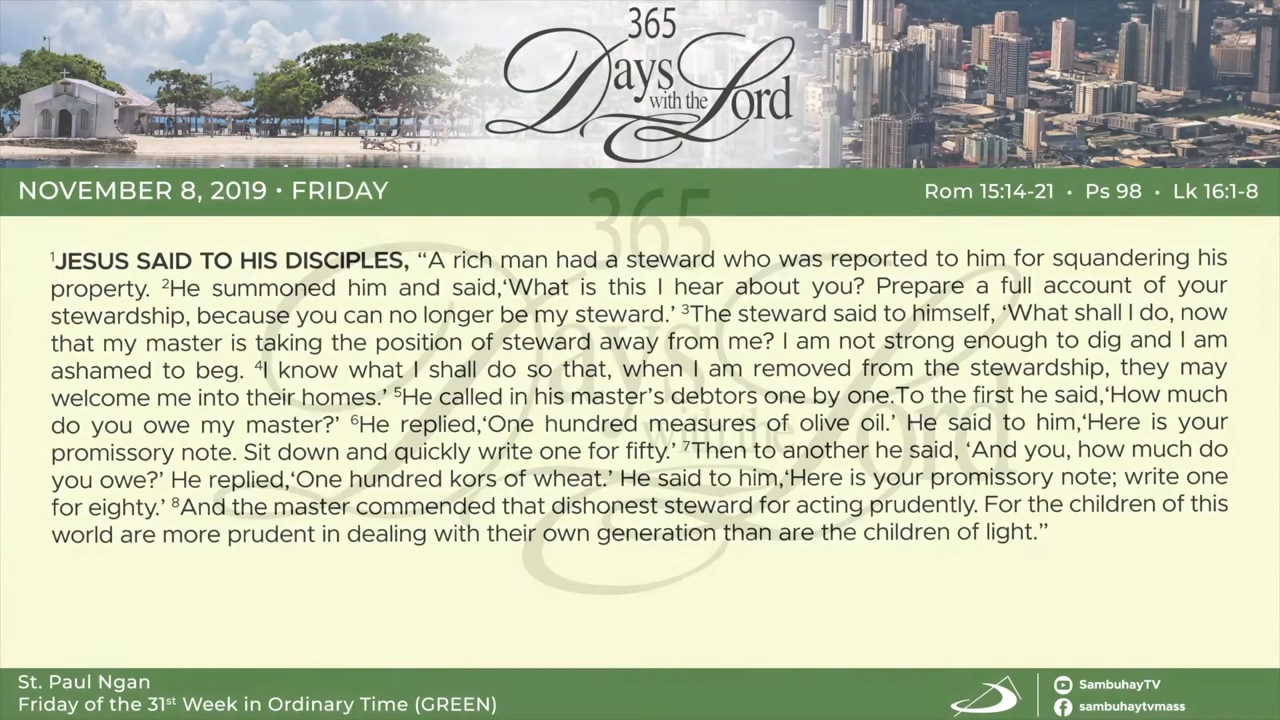 365
Days
with the
Lord
NOVEMBER 8, 2019 • FRIDAY
Rom 15:14-21 • Ps 98 • Lk 16:1-8
¹JESUS SAID TO HIS DISCIPLES, “A rich man had a steward who was reported to him for squandering his
property. ²He summoned him and said,‘What is this I hear about you? Prepare a full account of your
stewardship, because you can no longer be my steward.’ ³The steward said to himself, ‘What shall I do, now
that my master is taking the position of steward away from me? I am not strong enough to dig and I am
ashamed to beg. ⁴I know what I shall do so that, when I am removed from the stewardship, they may
welcome me into their homes.’ ⁵He called in his master’s debtors one by one.To the first he said,‘How much
do you owe my master?’ ⁶He replied,‘One hundred measures of olive oil.’ He said to him,‘Here is your
promissory note. Sit down and quickly write one for fifty.’ ⁷Then to another he said, ‘And you, how much do
you owe?’ He replied,‘One hundred kors of wheat.’ He said to him,‘Here is your promissory note; write one
for eighty.’ ⁸And the master commended that dishonest steward for acting prudently. For the children of this
world are more prudent in dealing with their own generation than are the children of light.”
365
Days
with the
Lord
St. Paul Ngan
Friday of the 31st Week in Ordinary Time (GREEN)
SambuhayTV
sambuhaytvmass